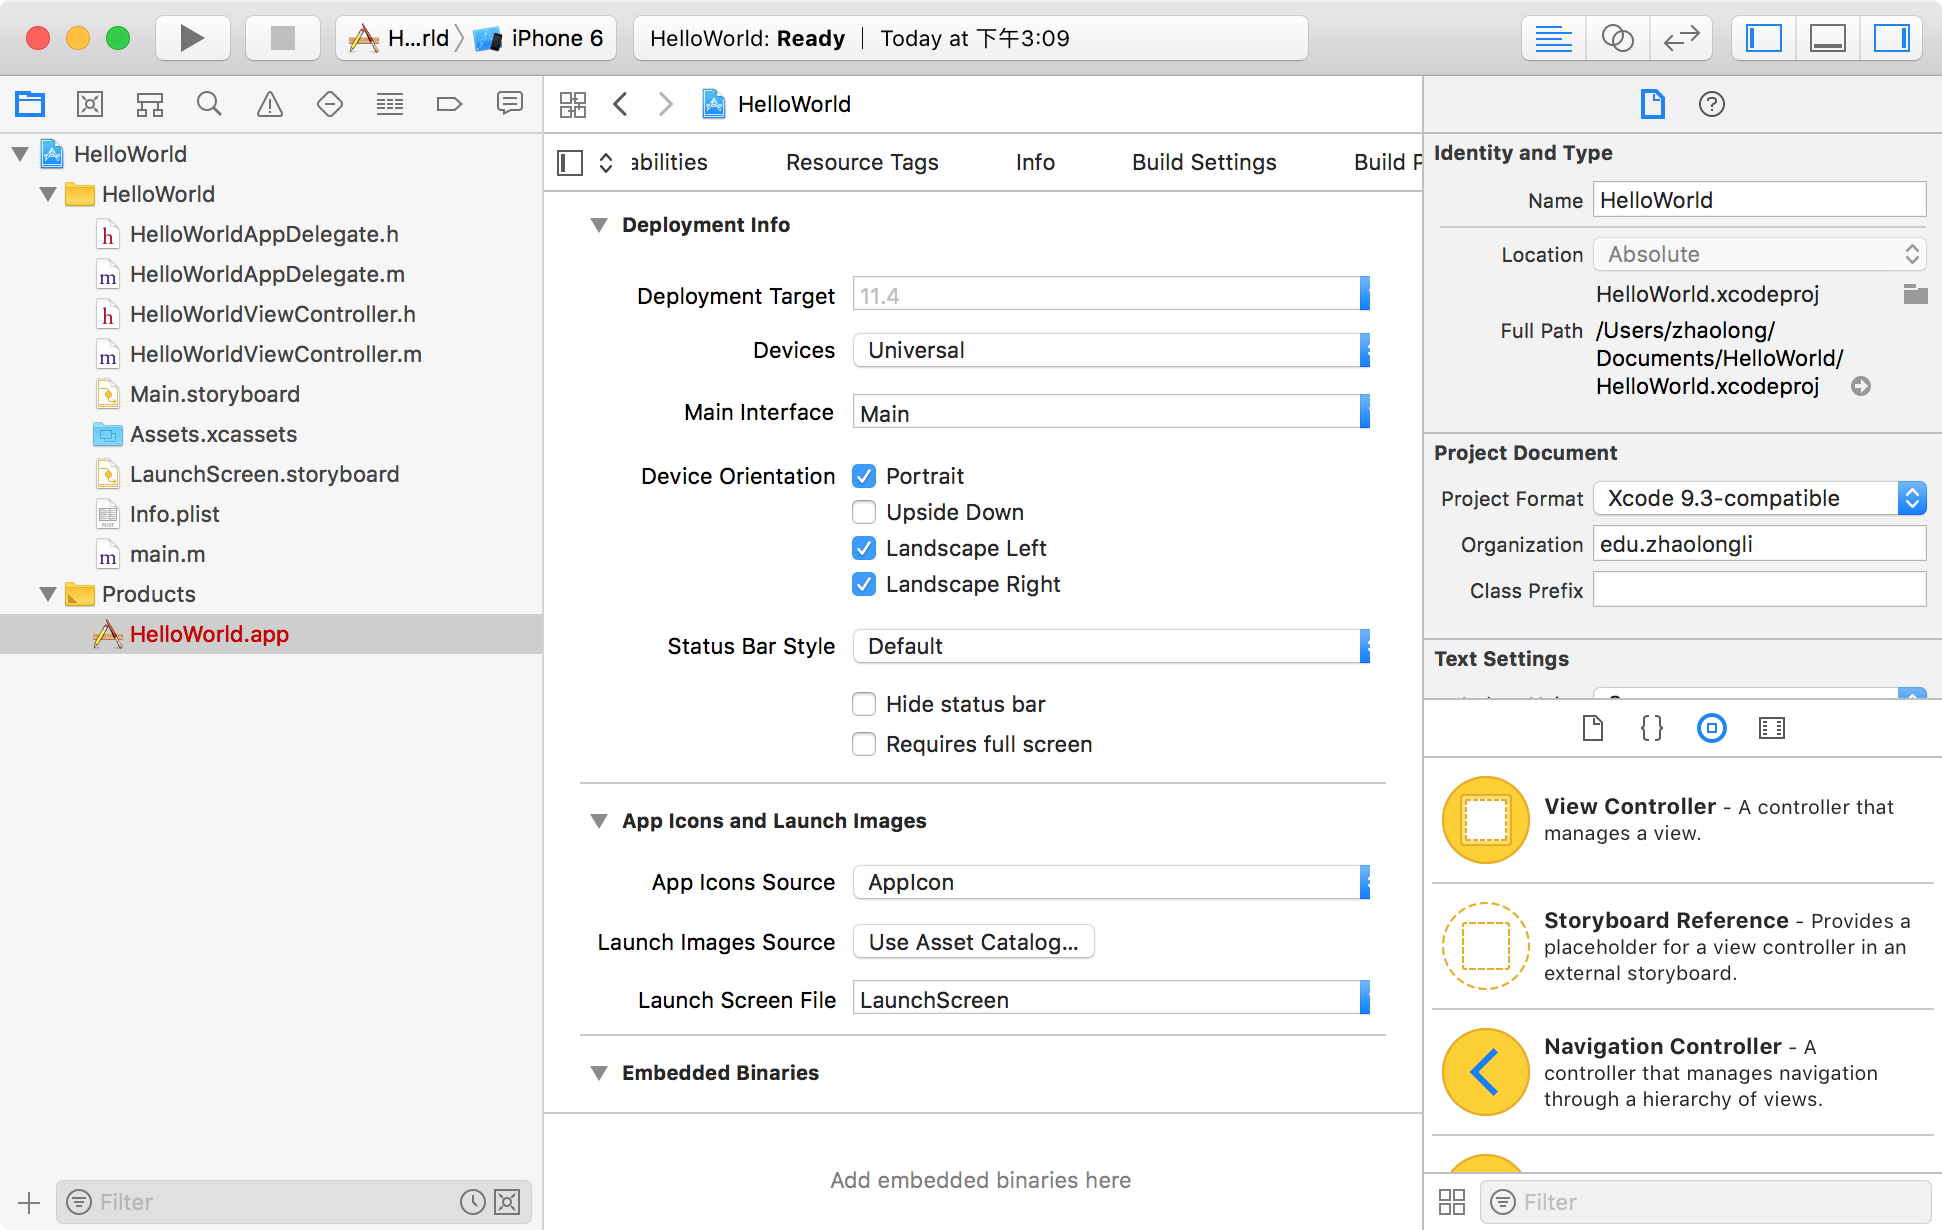 H...rld
iPhone 6
HelloWorld: Ready
Today at 下午3:09
HelloWorld
HelloWorld
HelloWorldAppDelegate.h
HelloWorldAppDelegate.m
HelloWorldViewController.h
HelloWorldViewController.m
Main.storyboard
Assets.xcassets
LaunchScreen.storyboard
Info.plist
main.m
Products
HelloWorld.app
Filter
HelloWorld
abilities
Resource Tags
Info
Build Settings
Build P
Deployment Info
Deployment Target
11.4
Devices
Universal
Main Interface
Main
Device Orientation
Portrait
Upside Down
Landscape Left
Landscape Right
Status Bar Style
Default
Hide status bar
Requires full screen
App Icons and Launch Images
App Icons Source
AppIcon
Launch Images Source
Use Asset Catalog...
Launch Screen File
LaunchScreen
Embedded Binaries
Add embedded binaries here
Identity and Type
Name
HelloWorld
Location
Absolute
HelloWorld.xcodeproj
Full Path
/Users/zhaolong/
Documents/HelloWorld/
HelloWorld.xcodeproj
Project Document
Project Format
Xcode 9.3-compatible
Organization
edu.zhaolongli
Class Prefix
Text Settings
View Controller - A controller that
manages a view.
Storyboard Reference - Provides a
placeholder for a view controller in an
external storyboard.
Navigation Controller - A
controller that manages navigation
through a hierarchy of views.
Filter